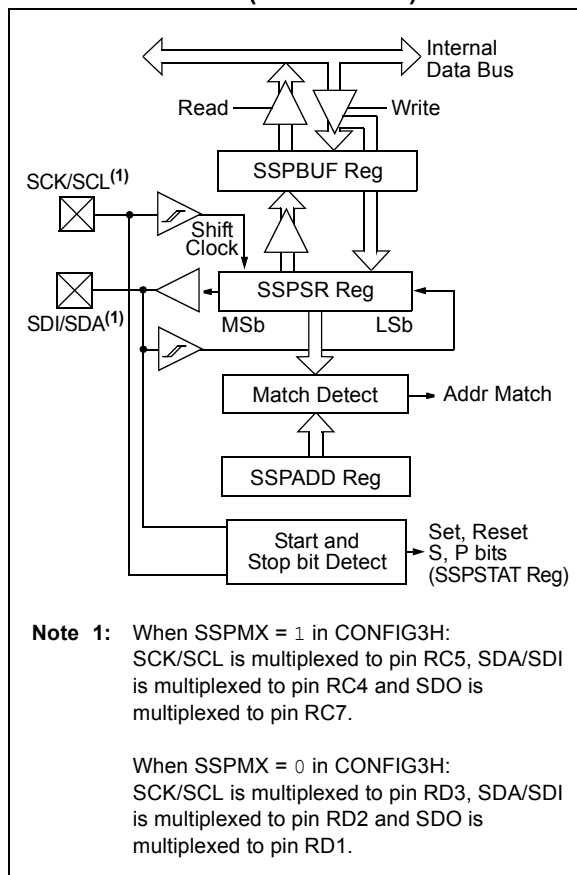 Internal
Data Bus
Read
Write
SSPBUF Reg
SCK/SCL(1)
Shift
Clock
SSPSR Reg
SDI/SDA(1)
MSb
LSb
Match Detect
Addr Match
SSPADD Reg
Start and
Stop bit Detect
Set, Reset
S, P bits
(SSPSTAT Reg)
Note 1: When SSPMX = 1 in CONFIG3H:
SCK/SCL is multiplexed to pin RC5, SDA/SDI
is multiplexed to pin RC4 and SDO is
multiplexed to pin RC7.
When SSPMX = 0 in CONFIG3H:
SCK/SCL is multiplexed to pin RD3, SDA/SDI
is multiplexed to pin RD2 and SDO is
multiplexed to pin RD1.